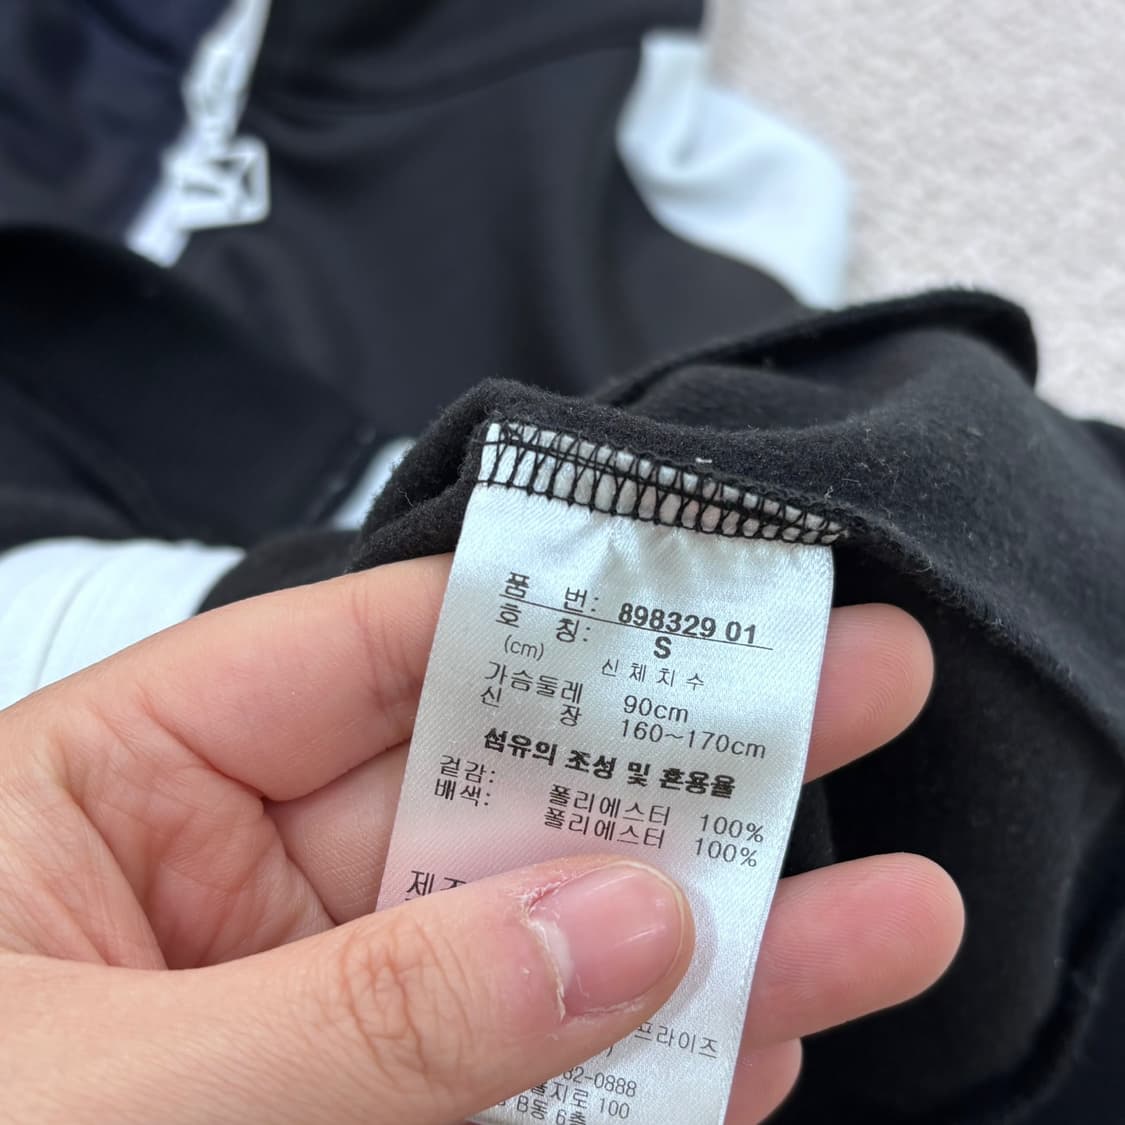 품 번: 898329 01
호 칭: S
(cm) 신 체 치 수
가슴둘레 90cm
신 장 160~170cm
섬유의 조성 및 혼용율
겉감: 폴리에스터 100%
배색: 폴리에스터 100%
프라이즈
62-0888
을지로 100
B동 6층